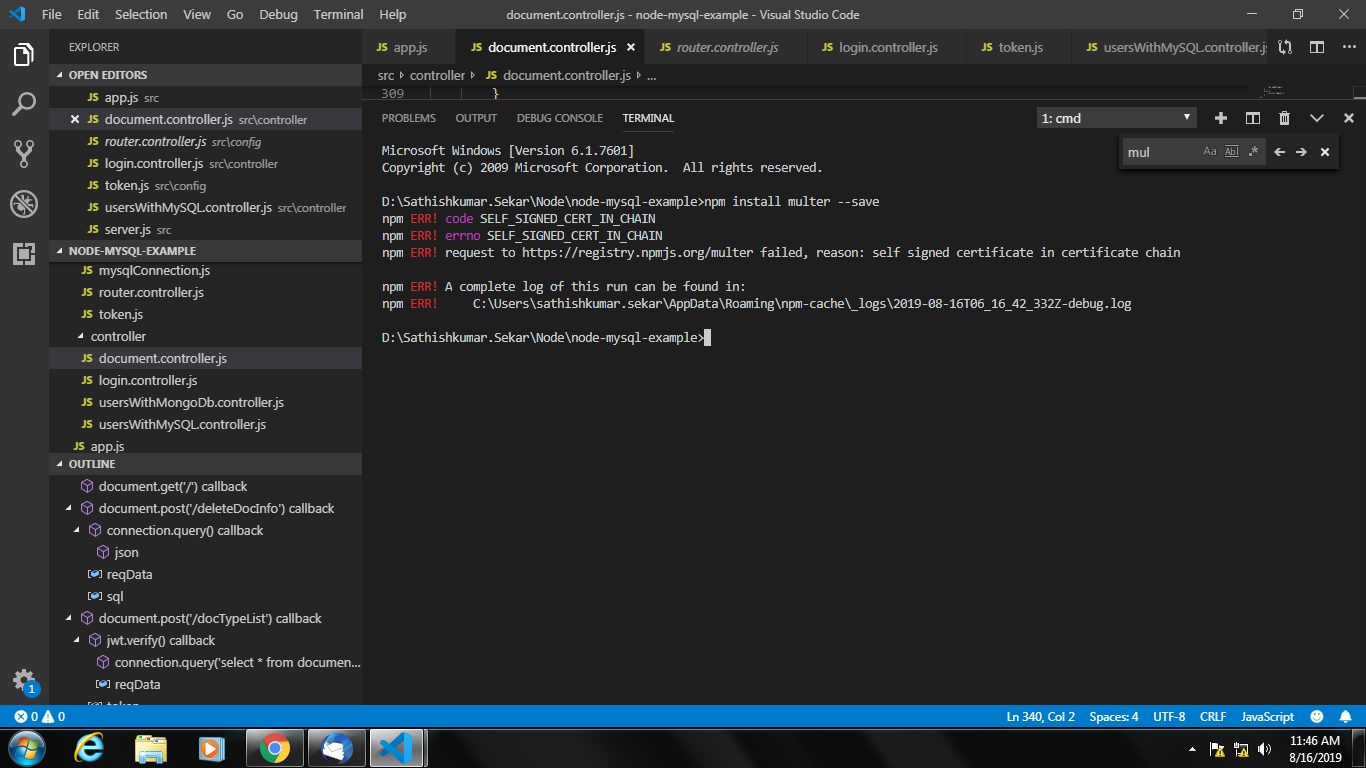 File Edit Selection View Go Debug Terminal Help
document.controller.js - node-mysql-example - Visual Studio Code
EXPLORER
OPEN EDITORS
JS app.js src
JS document.controller.js src\controller
JS router.controller.js src\config
JS login.controller.js src\controller
JS token.js src\config
JS usersWithMySQL.controller.js src\controller
JS server.js src
NODE-MYSQL-EXAMPLE
JS mysqlConnection.js
JS router.controller.js
JS token.js
controller
JS document.controller.js
JS login.controller.js
JS usersWithMongoDb.controller.js
JS usersWithMySQL.controller.js
JS app.js
OUTLINE
document.get('/') callback
document.post('/deleteDocInfo') callback
connection.query() callback
json
reqData
sql
document.post('/docTypeList') callback
jwt.verify() callback
connection.query('select * from documen...
reqData
1
JS app.js
JS document.controller.js
JS router.controller.js
JS login.controller.js
JS token.js
JS usersWithMySQL.controller.js
src controller JS document.controller.js ...
309 }
PROBLEMS OUTPUT DEBUG CONSOLE TERMINAL
1: cmd
mul Aa Abl .*
Microsoft Windows [Version 6.1.7601]
Copyright (c) 2009 Microsoft Corporation. All rights reserved.
D:\Sathishkumar.Sekar\Node\node-mysql-example>npm install multer --save
npm ERR! code SELF_SIGNED_CERT_IN_CHAIN
npm ERR! errno SELF_SIGNED_CERT_IN_CHAIN
npm ERR! request to https://registry.npmjs.org/multer failed, reason: self signed certificate in certificate chain
npm ERR! A complete log of this run can be found in:
npm ERR! C:\Users\sathishkumar.sekar\AppData\Roaming\npm-cache\_logs\2019-08-16T06_16_42_332Z-debug.log
D:\Sathishkumar.Sekar\Node\node-mysql-example>
0 0
Ln 340, Col 2 Spaces: 4 UTF-8 CRLF JavaScript
11:46 AM
8/16/2019